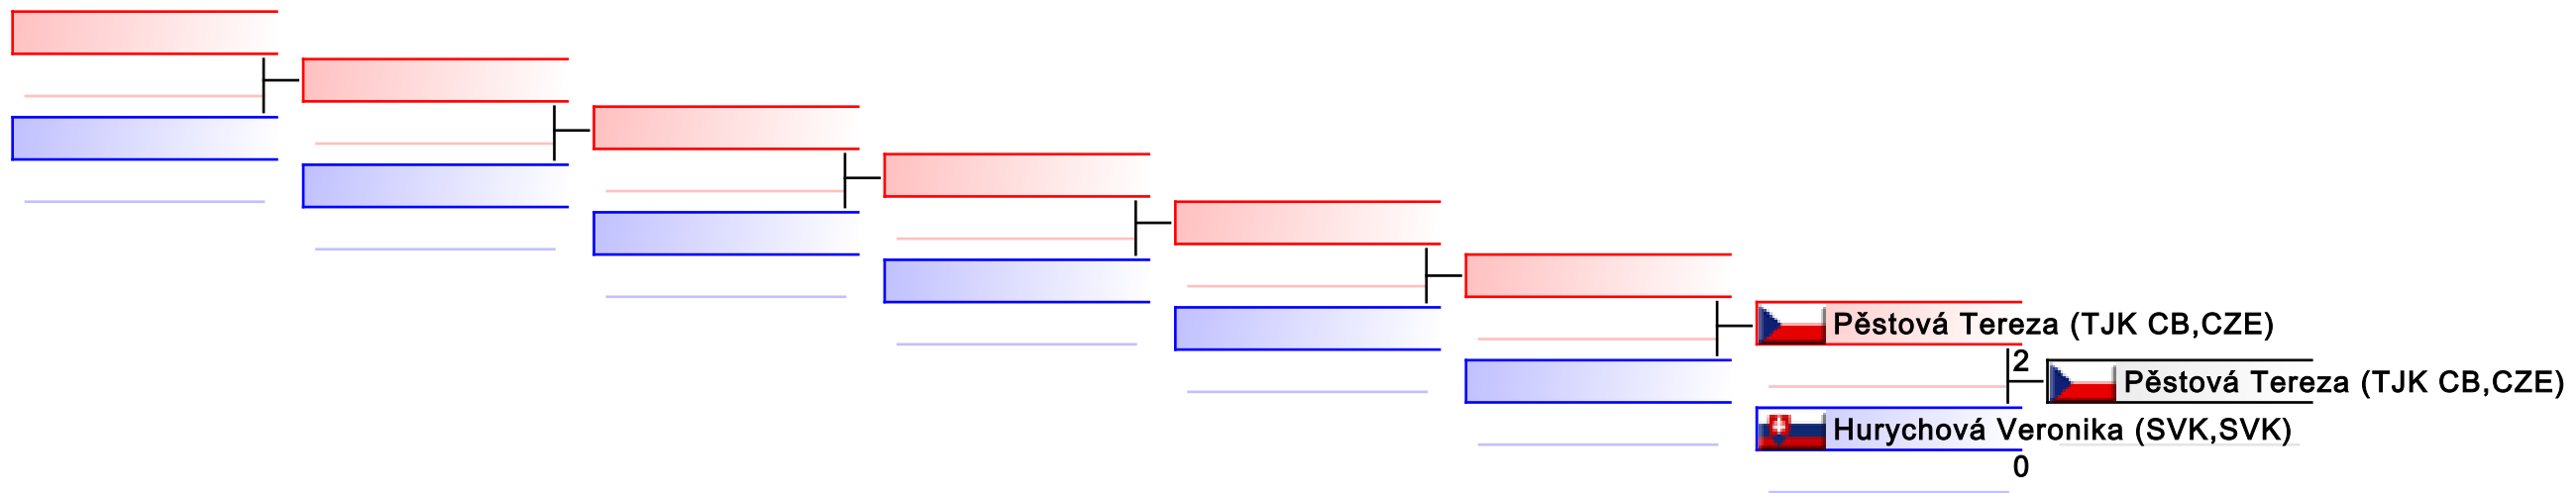 Pěstová Tereza (TJK CB,CZE)
2
Pěstová Tereza (TJK CB,CZE)
Hurychová Veronika (SVK,SVK)
0